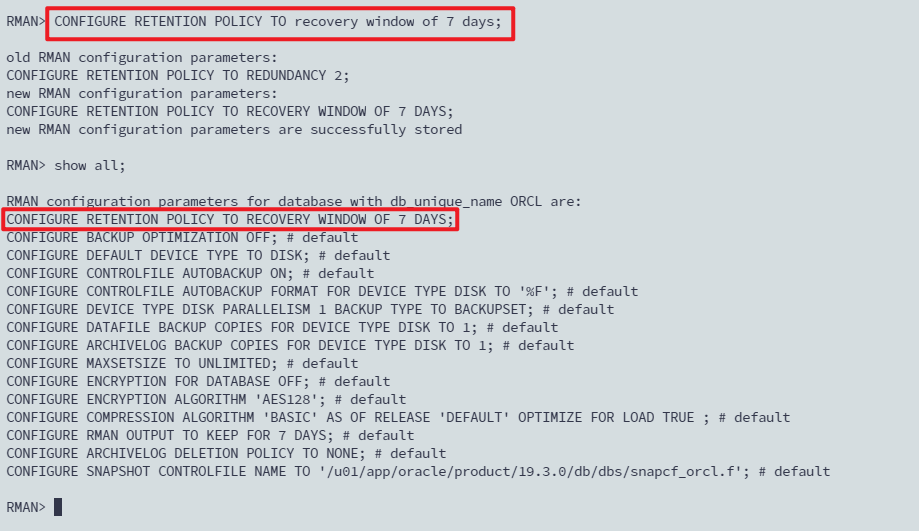 RMAN> CONFIGURE RETENTION POLICY TO recovery window of 7 days;
old RMAN configuration parameters:
CONFIGURE RETENTION POLICY TO REDUNDANCY 2;
new RMAN configuration parameters:
CONFIGURE RETENTION POLICY TO RECOVERY WINDOW OF 7 DAYS;
new RMAN configuration parameters are successfully stored
RMAN> show all;
RMAN configuration parameters for database with db_unique_name ORCL are:
CONFIGURE RETENTION POLICY TO RECOVERY WINDOW OF 7 DAYS;
CONFIGURE BACKUP OPTIMIZATION OFF; # default
CONFIGURE DEFAULT DEVICE TYPE TO DISK; # default
CONFIGURE CONTROLFILE AUTOBACKUP ON; # default
CONFIGURE CONTROLFILE AUTOBACKUP FORMAT FOR DEVICE TYPE DISK TO '%F'; # default
CONFIGURE DEVICE TYPE DISK PARALLELISM 1 BACKUP TYPE TO BACKUPSET; # default
CONFIGURE DATAFILE BACKUP COPIES FOR DEVICE TYPE DISK TO 1; # default
CONFIGURE ARCHIVELOG BACKUP COPIES FOR DEVICE TYPE DISK TO 1; # default
CONFIGURE MAXSETSIZE TO UNLIMITED; # default
CONFIGURE ENCRYPTION FOR DATABASE OFF; # default
CONFIGURE ENCRYPTION ALGORITHM 'AES128'; # default
CONFIGURE COMPRESSION ALGORITHM 'BASIC' AS OF RELEASE 'DEFAULT' OPTIMIZE FOR LOAD TRUE ; # default
CONFIGURE RMAN OUTPUT TO KEEP FOR 7 DAYS; # default
CONFIGURE ARCHIVELOG DELETION POLICY TO NONE; # default
CONFIGURE SNAPSHOT CONTROLFILE NAME TO '/u01/app/oracle/product/19.3.0/db/dbs/snapcf_orcl.f'; # default
RMAN>